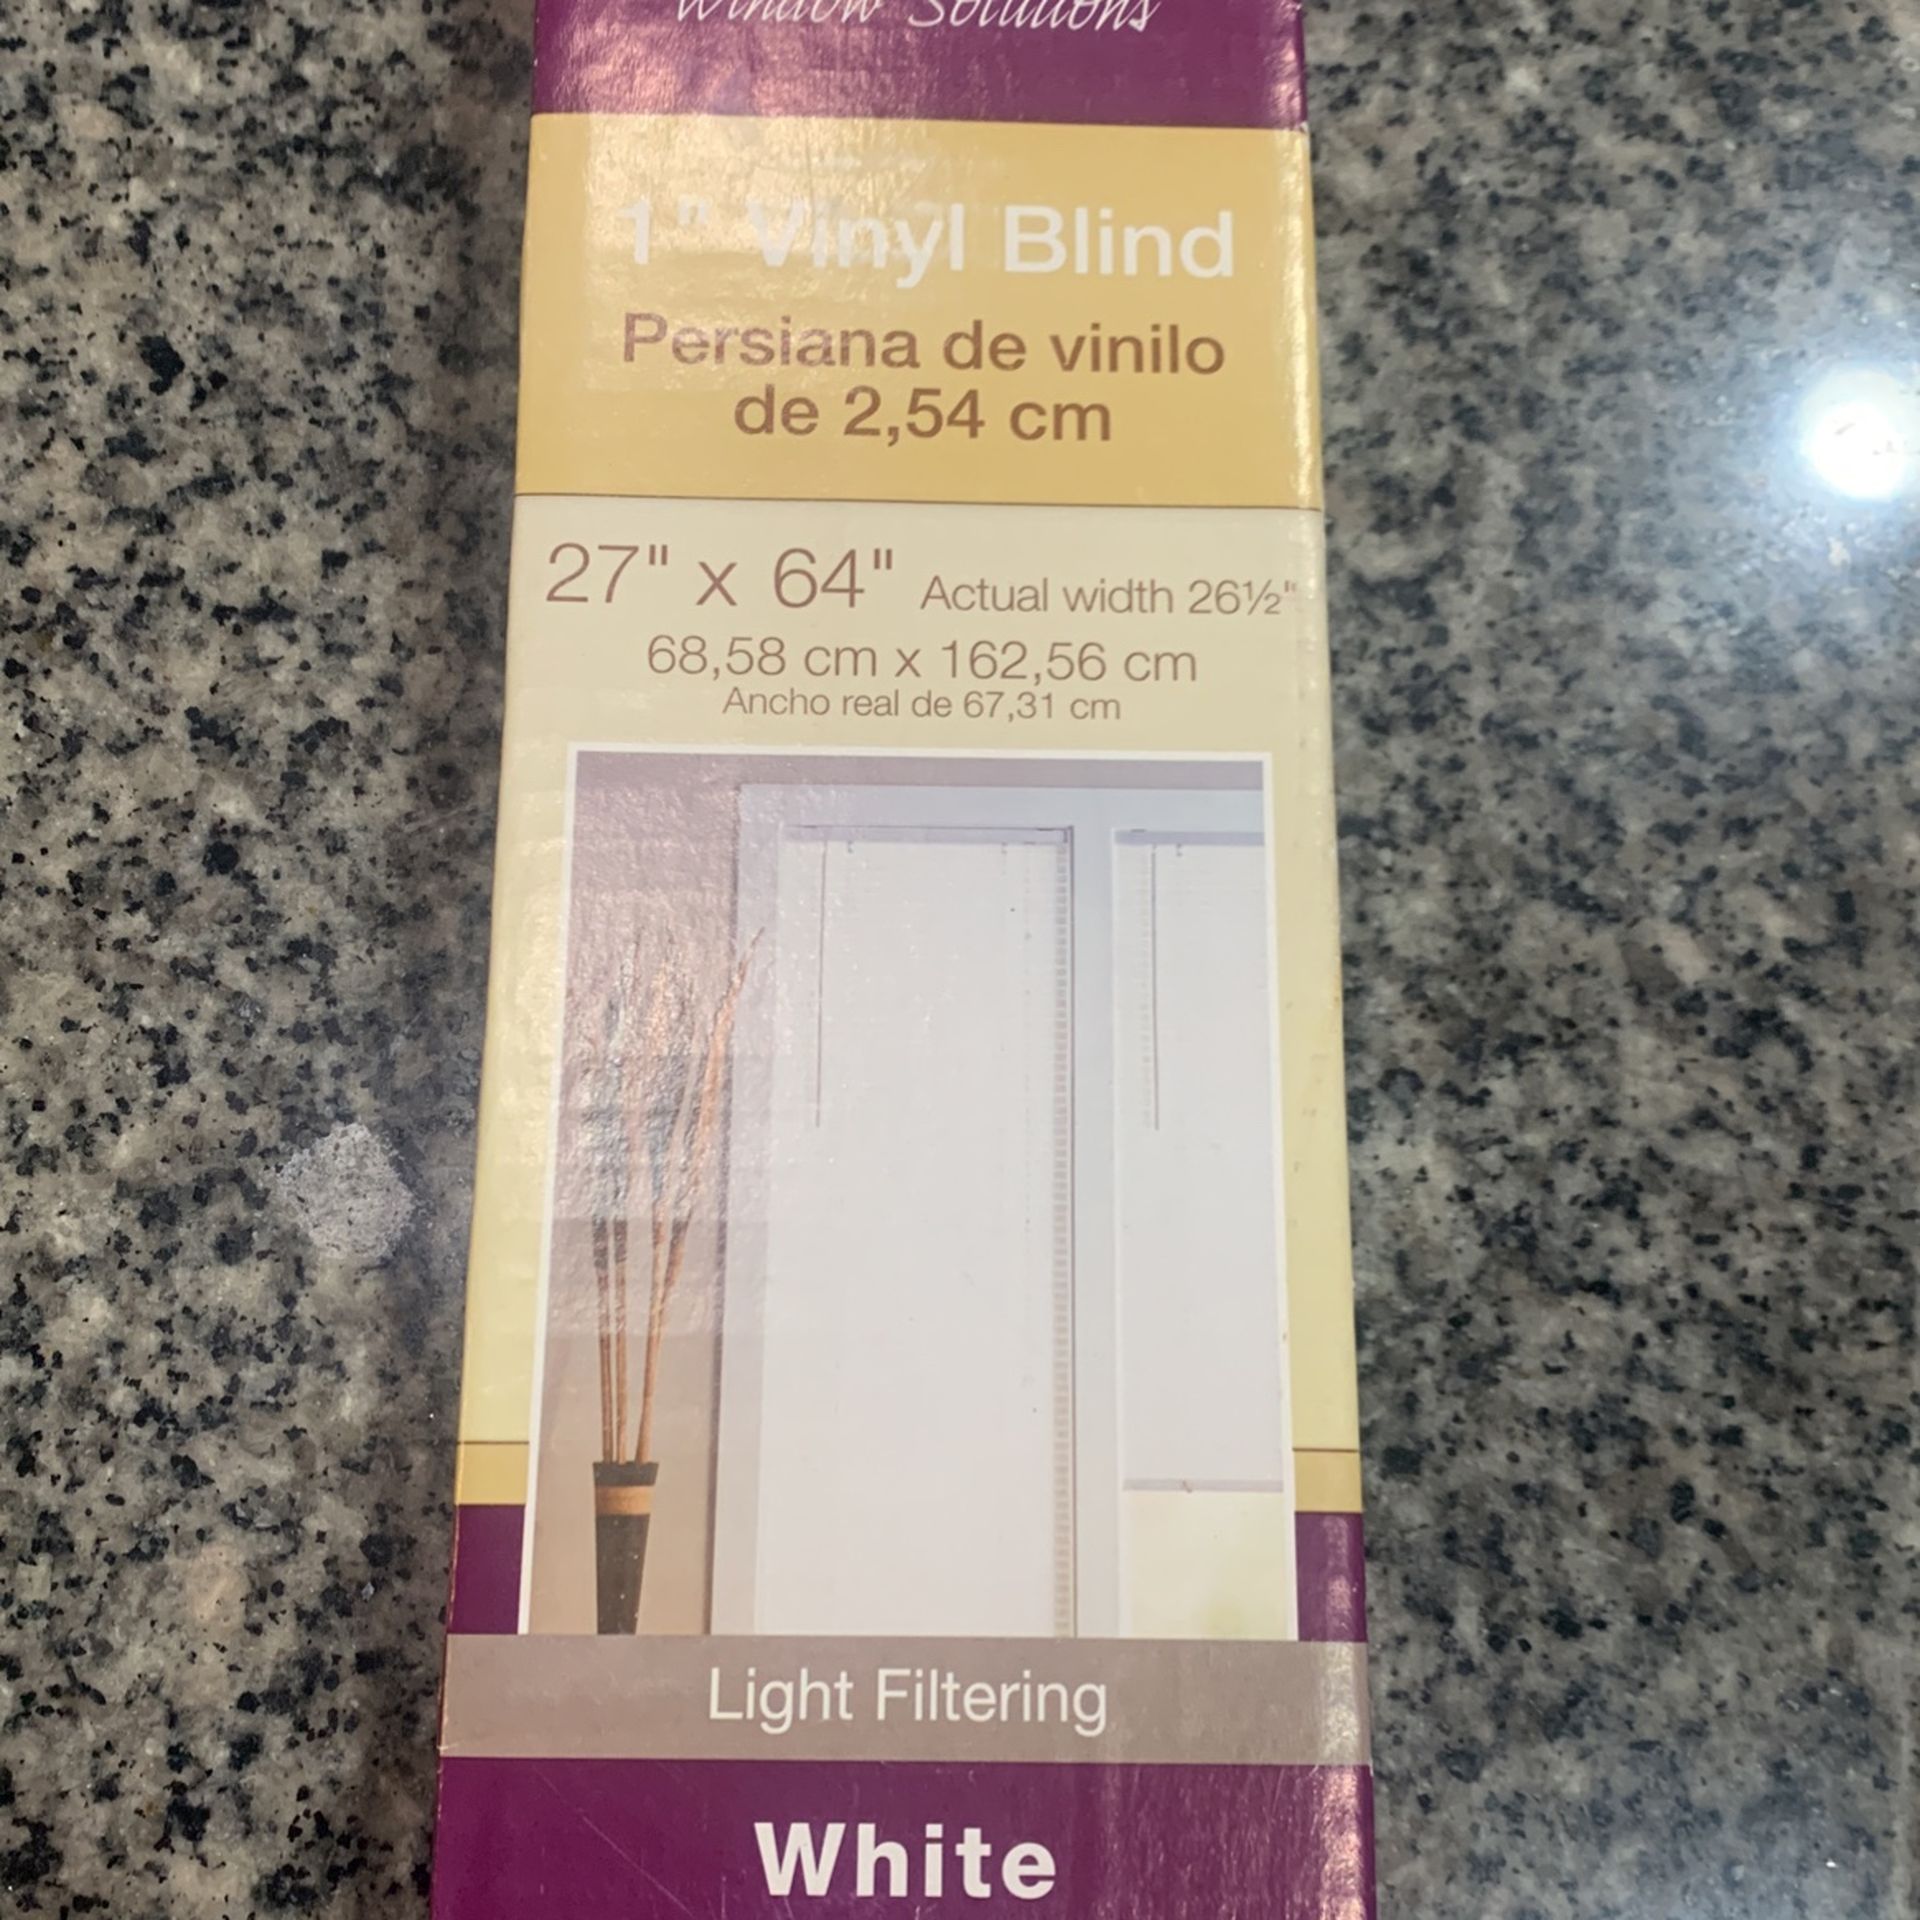 Window Solutions
1" Vinyl Blind
Persiana de vinilo
de 2,54 cm
27" x 64" Actual width 26½"
68,58 cm x 162,56 cm
Ancho real de 67,31 cm
Light Filtering
White